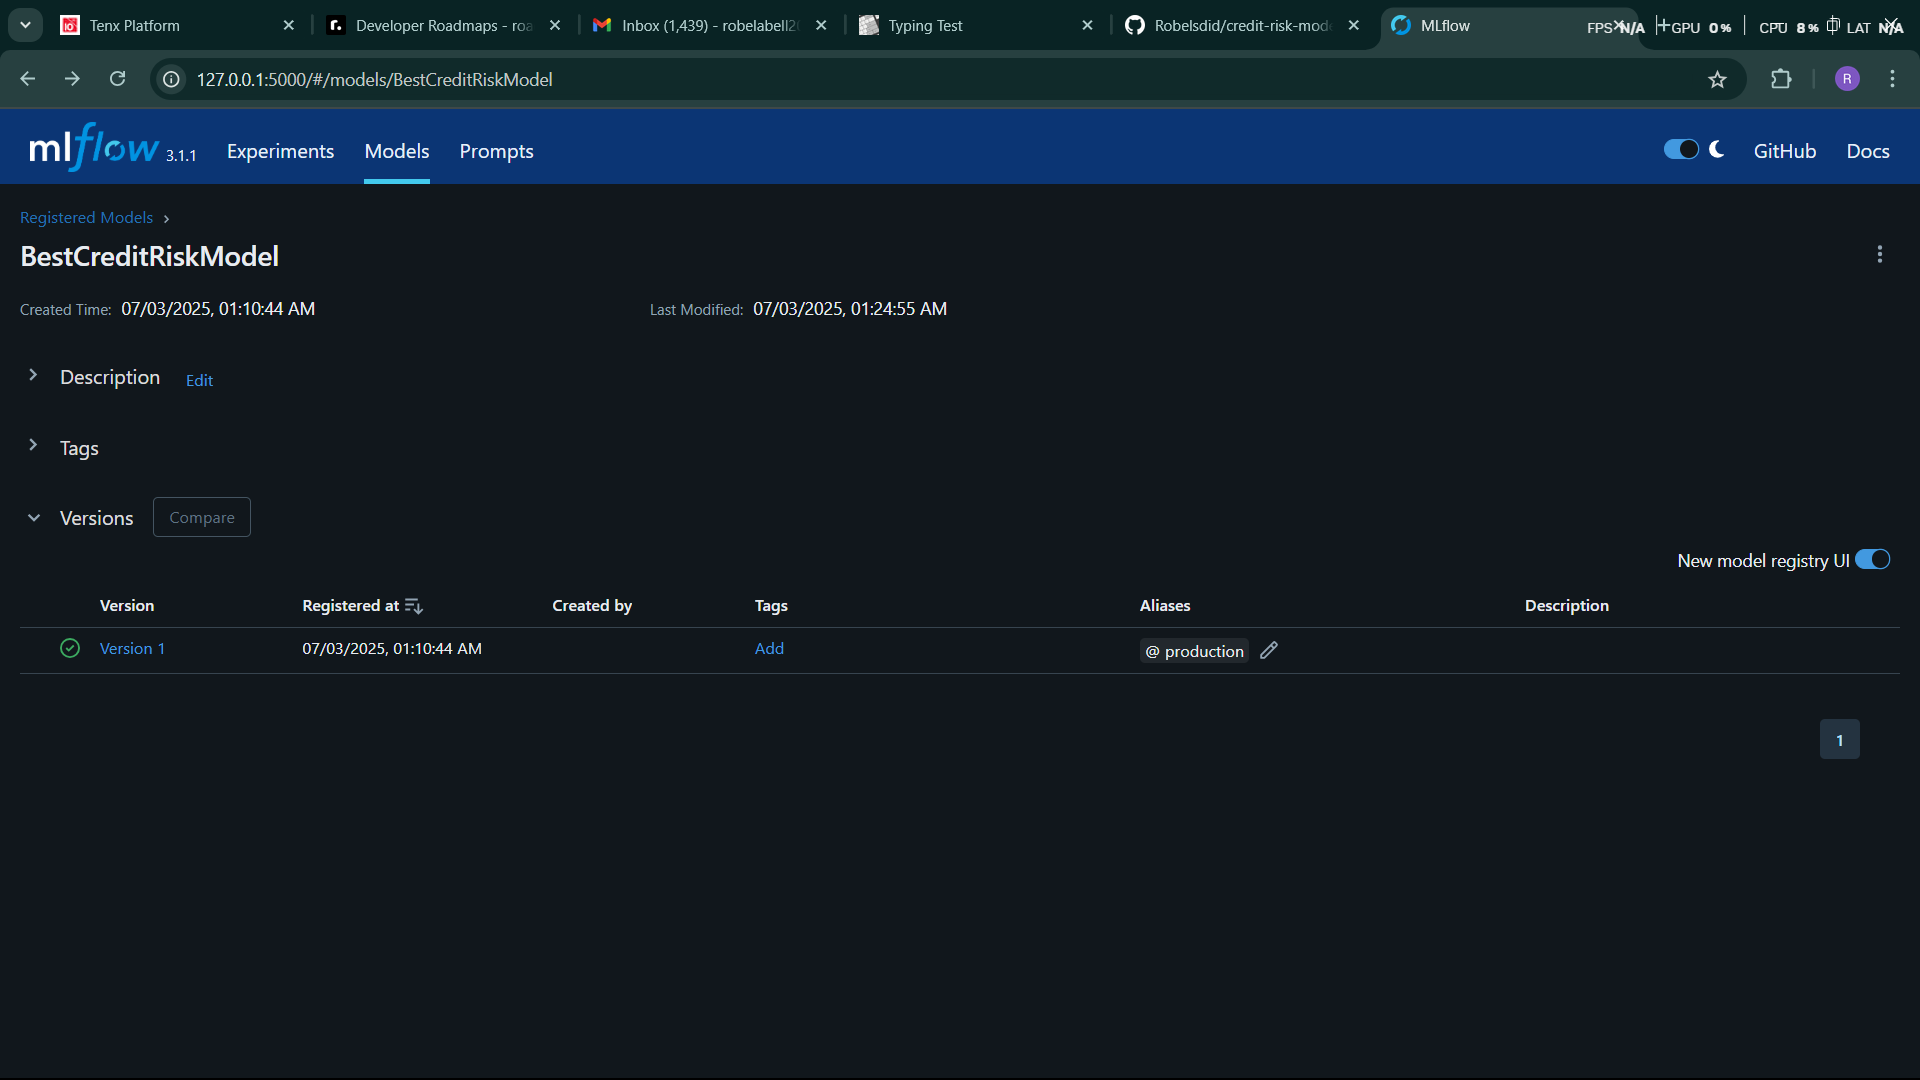 Tenx Platform
Developer Roadmaps - roa
Inbox (1,439) - robelabell2
Typing Test
Robelsdid/credit-risk-mode
MLflow
FPS N/A GPU 0% CPU 8% LAT N/A
127.0.0.1:5000/#/models/BestCreditRiskModel
R
mlflow 3.1.1
Experiments
Models
Prompts
GitHub
Docs
Registered Models
BestCreditRiskModel
Created Time: 07/03/2025, 01:10:44 AM
Last Modified: 07/03/2025, 01:24:55 AM
Description Edit
Tags
Versions Compare
New model registry UI
Version Registered at Created by Tags Aliases Description
Version 1 07/03/2025, 01:10:44 AM Add @ production
1